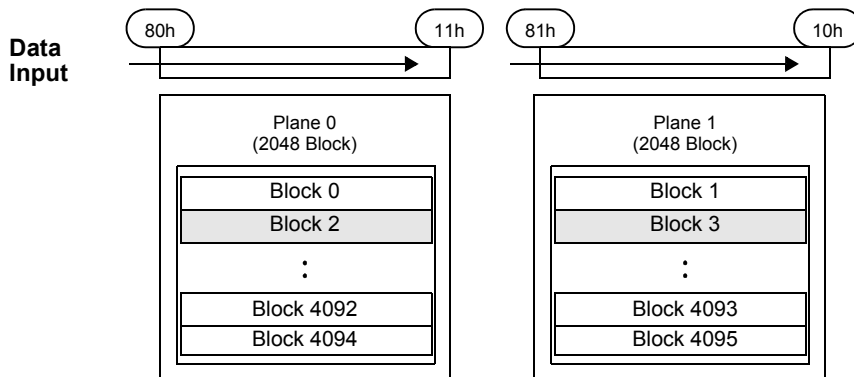 80h 11h 81h 10h
Data
Input
Plane 0
(2048 Block)
Block 0
Block 2
:
Block 4092
Block 4094
Plane 1
(2048 Block)
Block 1
Block 3
:
Block 4093
Block 4095